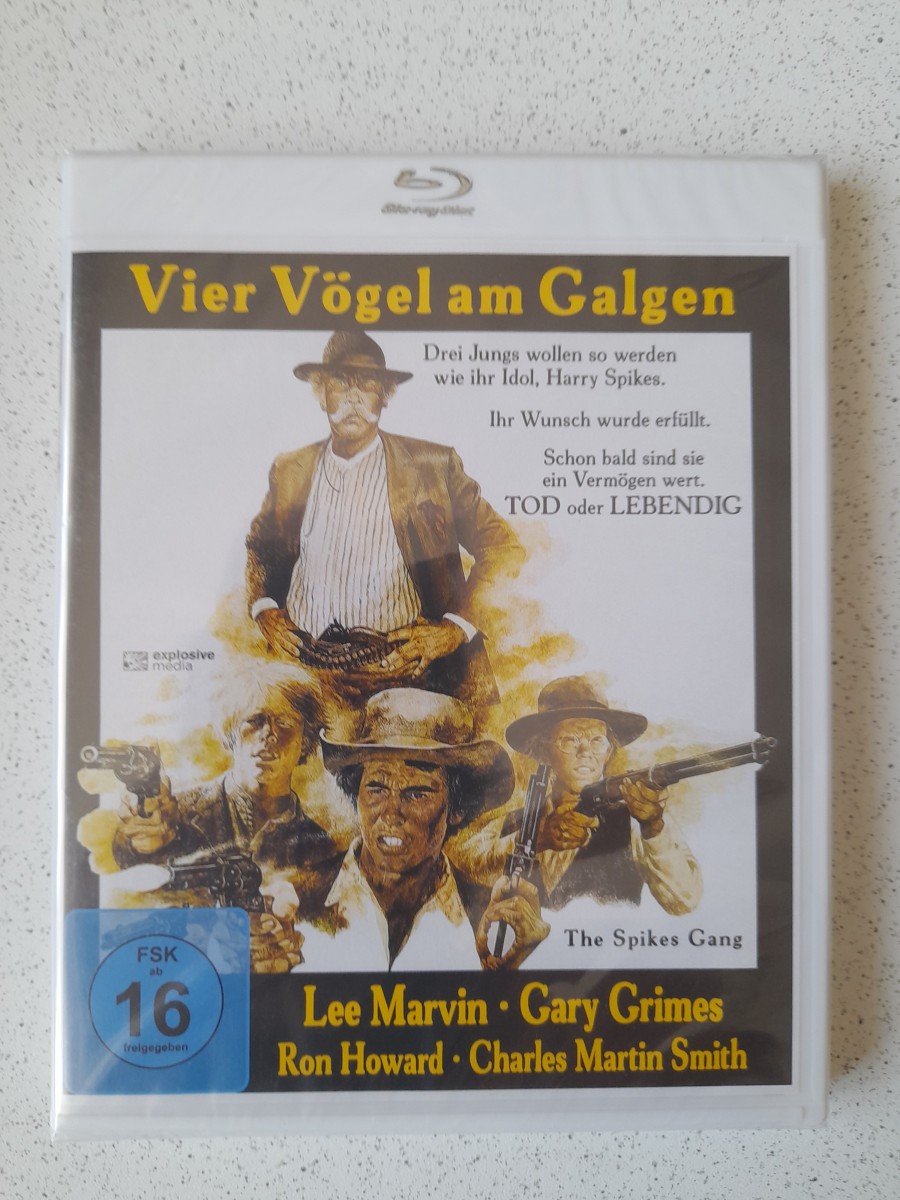 Blu-ray Disc
Vier Vögel am Galgen
Drei Jungs wollen so werden
wie ihr Idol, Harry Spikes.
Ihr Wunsch wurde erfüllt.
Schon bald sind sie
ein Vermögen wert.
TOD oder LEBENDIG
explosive
media
The Spikes Gang
FSK
ab
16
freigegeben
Lee Marvin · Gary Grimes
Ron Howard · Charles Martin Smith